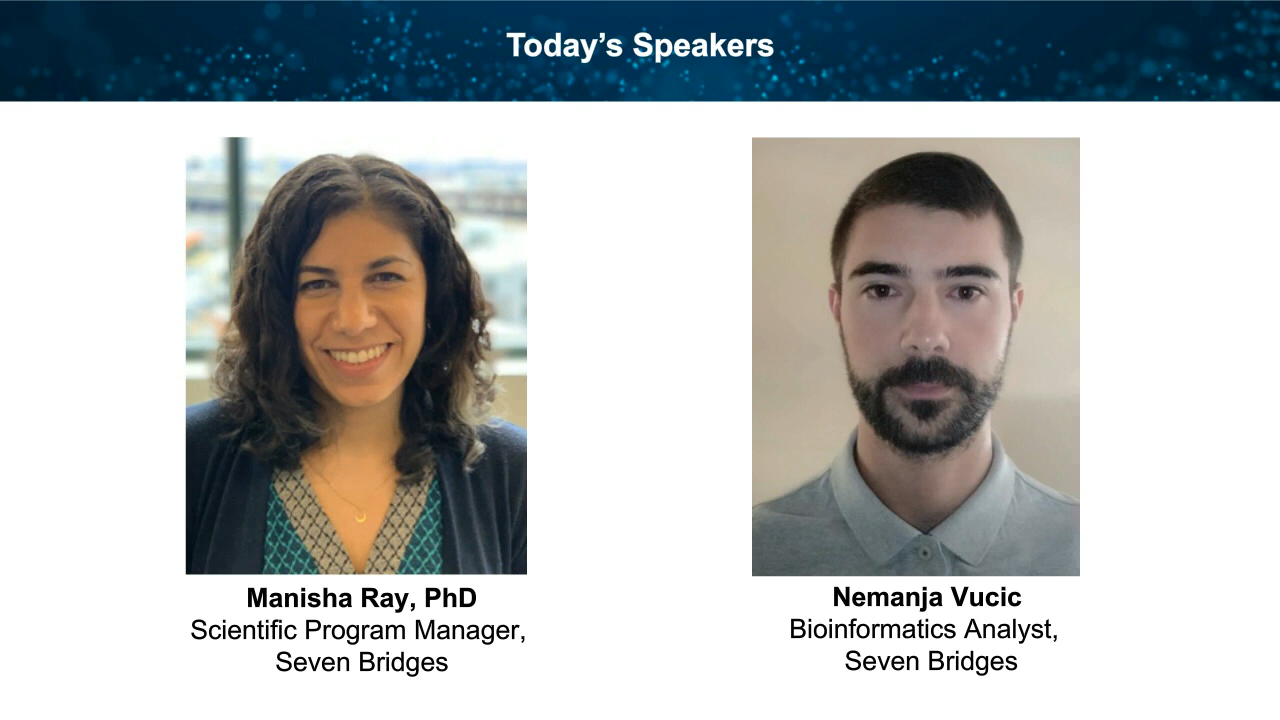 Today’s Speakers
Manisha Ray, PhD
Scientific Program Manager,
Seven Bridges
Nemanja Vucic
Bioinformatics Analyst,
Seven Bridges